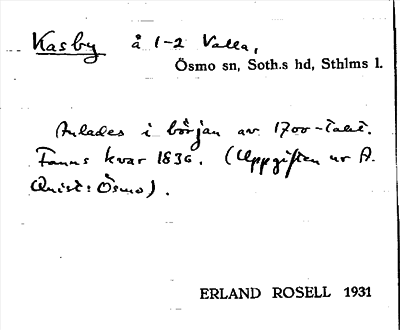 Kasby å 1-2 Valla,
Ösmo sn, Soth.s hd, Sthlms l.
Anlades i början av 1700-talet.
Fanns kvar 1836. (Uppgiften ur A.
Quist: Ösmo).
ERLAND ROSELL 1931